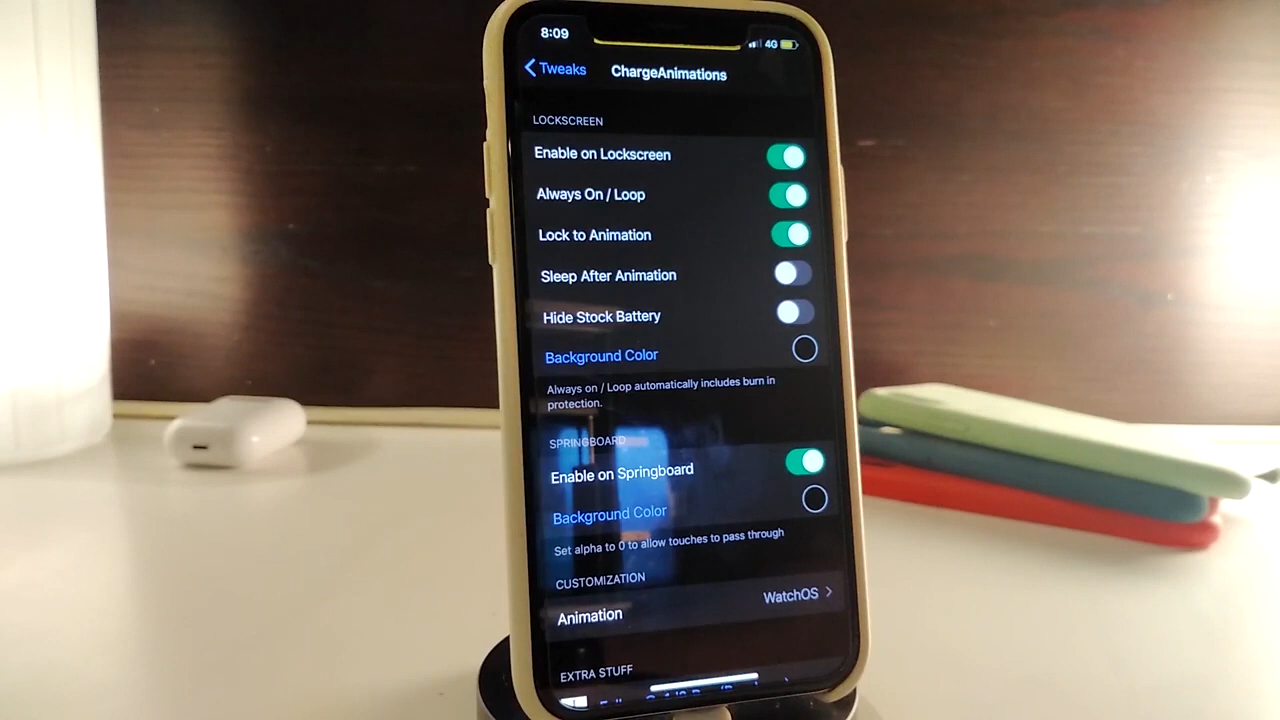 8:09
4G
Tweaks
ChargeAnimations
LOCKSCREEN
Enable on Lockscreen
Always On / Loop
Lock to Animation
Sleep After Animation
Hide Stock Battery
Background Color
Always on / Loop automatically includes burn in
protection.
SPRINGBOARD
Enable on Springboard
Background Color
Set alpha to 0 to allow touches to pass through
CUSTOMIZATION
Animation WatchOS
EXTRA STUFF